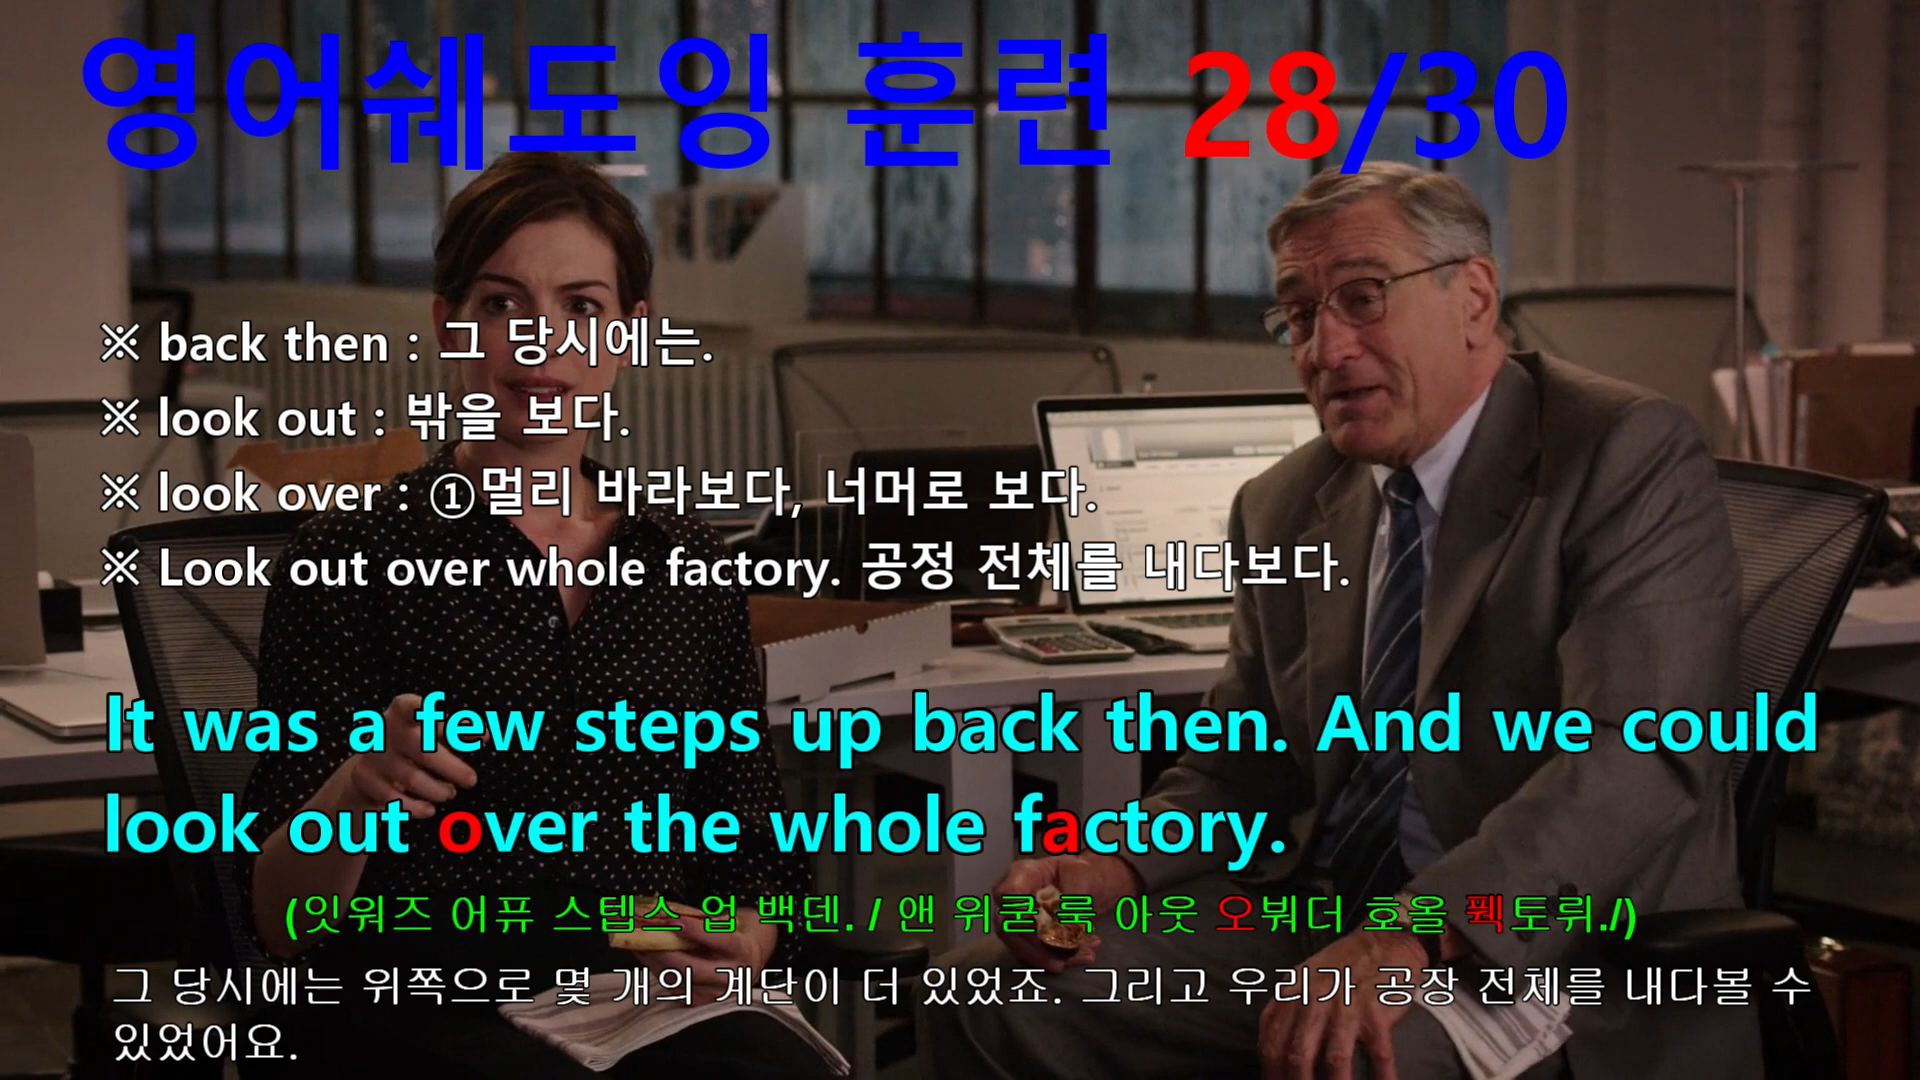 영어쉐도잉 훈련 28/30
※ back then : 그 당시에는.
※ look out : 밖을 보다.
※ look over : ①멀리 바라보다, 너머로 보다.
※ Look out over whole factory. 공정 전체를 내다보다.
It was a few steps up back then. And we could
look out over the whole factory.
(잇워즈 어퓨 스텝스 업 백덴. / 앤 위쿧 룩 아웃 오붜더 호올 풱토뤼./)
그 당시에는 위쪽으로 몇 개의 계단이 더 있었죠. 그리고 우리가 공장 전체를 내다볼 수
있었어요.